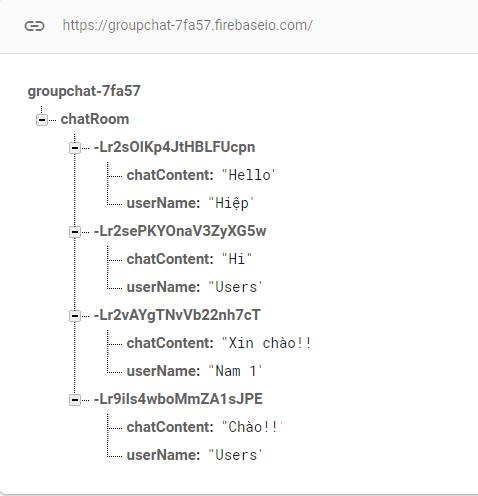 https://groupchat-7fa57.firebaseio.com/
groupchat-7fa57
chatRoom
-Lr2sOlKp4JtHBLFUcpn
chatContent: "Hello"
userName: "Hiệp"
-Lr2sePKYOnaV3ZyXG5w
chatContent: "Hi"
userName: "Users"
-Lr2vAYgTNvVb22nh7cT
chatContent: "Xin chào!!
userName: "Nam 1"
-Lr9iIs4wboMmZA1sJPE
chatContent: "Chào!!"
userName: "Users"